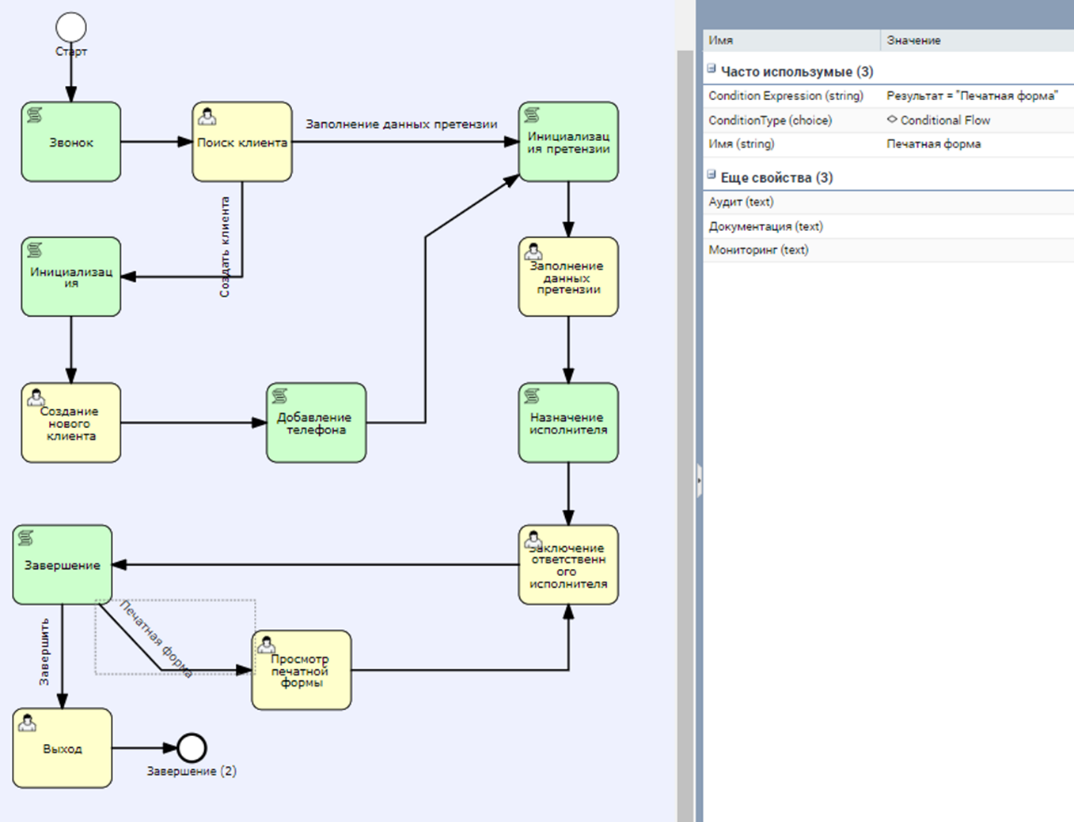 Старт
Звонок
Поиск клиента
Заполнение данных претензии
Инициализац
ия претензии
Создать клиента
Инициализац
ия
Заполнение
данных
претензии
Создание
нового
клиента
Добавление
телефона
Назначение
исполнителя
Завершение
Заключение
ответственн
ого
исполнителя
Завершить
Печатная форма
Просмотр
печатной
формы
Выход
Завершение (2)
Имя Значение
Часто использумые (3)
Condition Expression (string) Результат = "Печатная форма"
ConditionType (choice) Conditional Flow
Имя (string) Печатная форма
Еще свойства (3)
Аудит (text)
Документация (text)
Мониторинг (text)